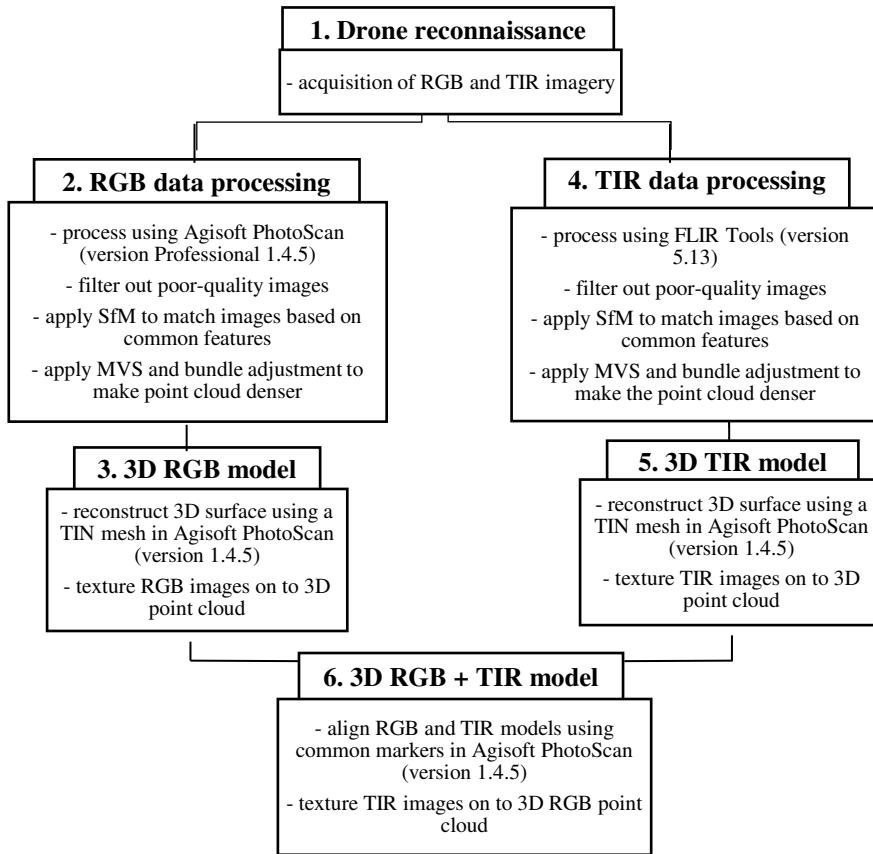 1. Drone reconnaissance
- acquisition of RGB and TIR imagery
2. RGB data processing
- process using Agisoft PhotoScan
(version Professional 1.4.5)
- filter out poor-quality images
- apply SfM to match images based on
common features
- apply MVS and bundle adjustment to
make point cloud denser
3. 3D RGB model
- reconstruct 3D surface using a
TIN mesh in Agisoft PhotoScan
(version 1.4.5)
- texture RGB images on to 3D
point cloud
4. TIR data processing
- process using FLIR Tools (version
5.13)
- filter out poor-quality images
- apply SfM to match images based on
common features
- apply MVS and bundle adjustment to
make the point cloud denser
5. 3D TIR model
- reconstruct 3D surface using a
TIN mesh in Agisoft PhotoScan
(version 1.4.5)
- texture TIR images on to 3D
point cloud
6. 3D RGB + TIR model
- align RGB and TIR models using
common markers in Agisoft PhotoScan
(version 1.4.5)
- texture TIR images on to 3D RGB point
cloud